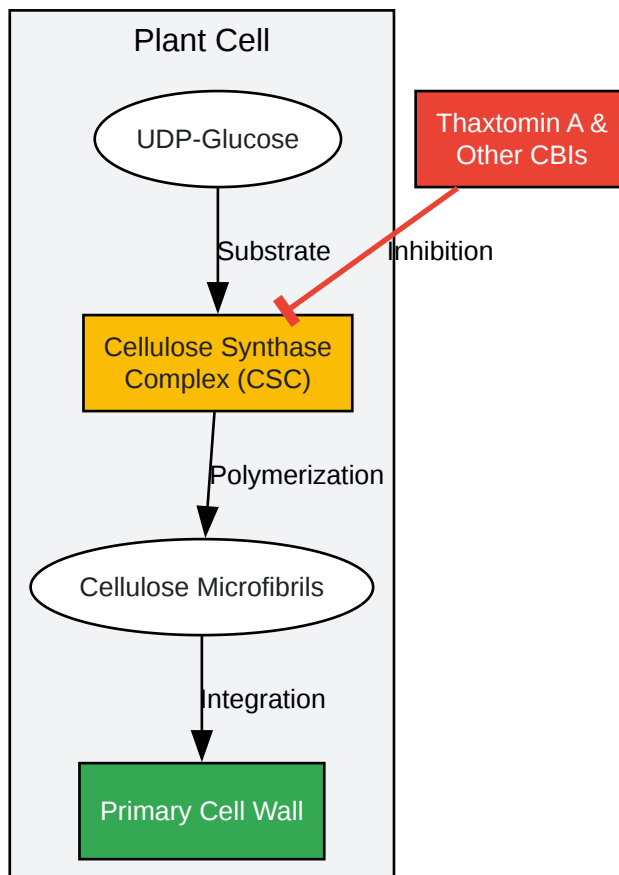 Plant Cell
UDP-Glucose
Thaxtomin A &
Other CBIs
Substrate
Inhibition
Cellulose Synthase
Complex (CSC)
Polymerization
Cellulose Microfibrils
Integration
Primary Cell Wall